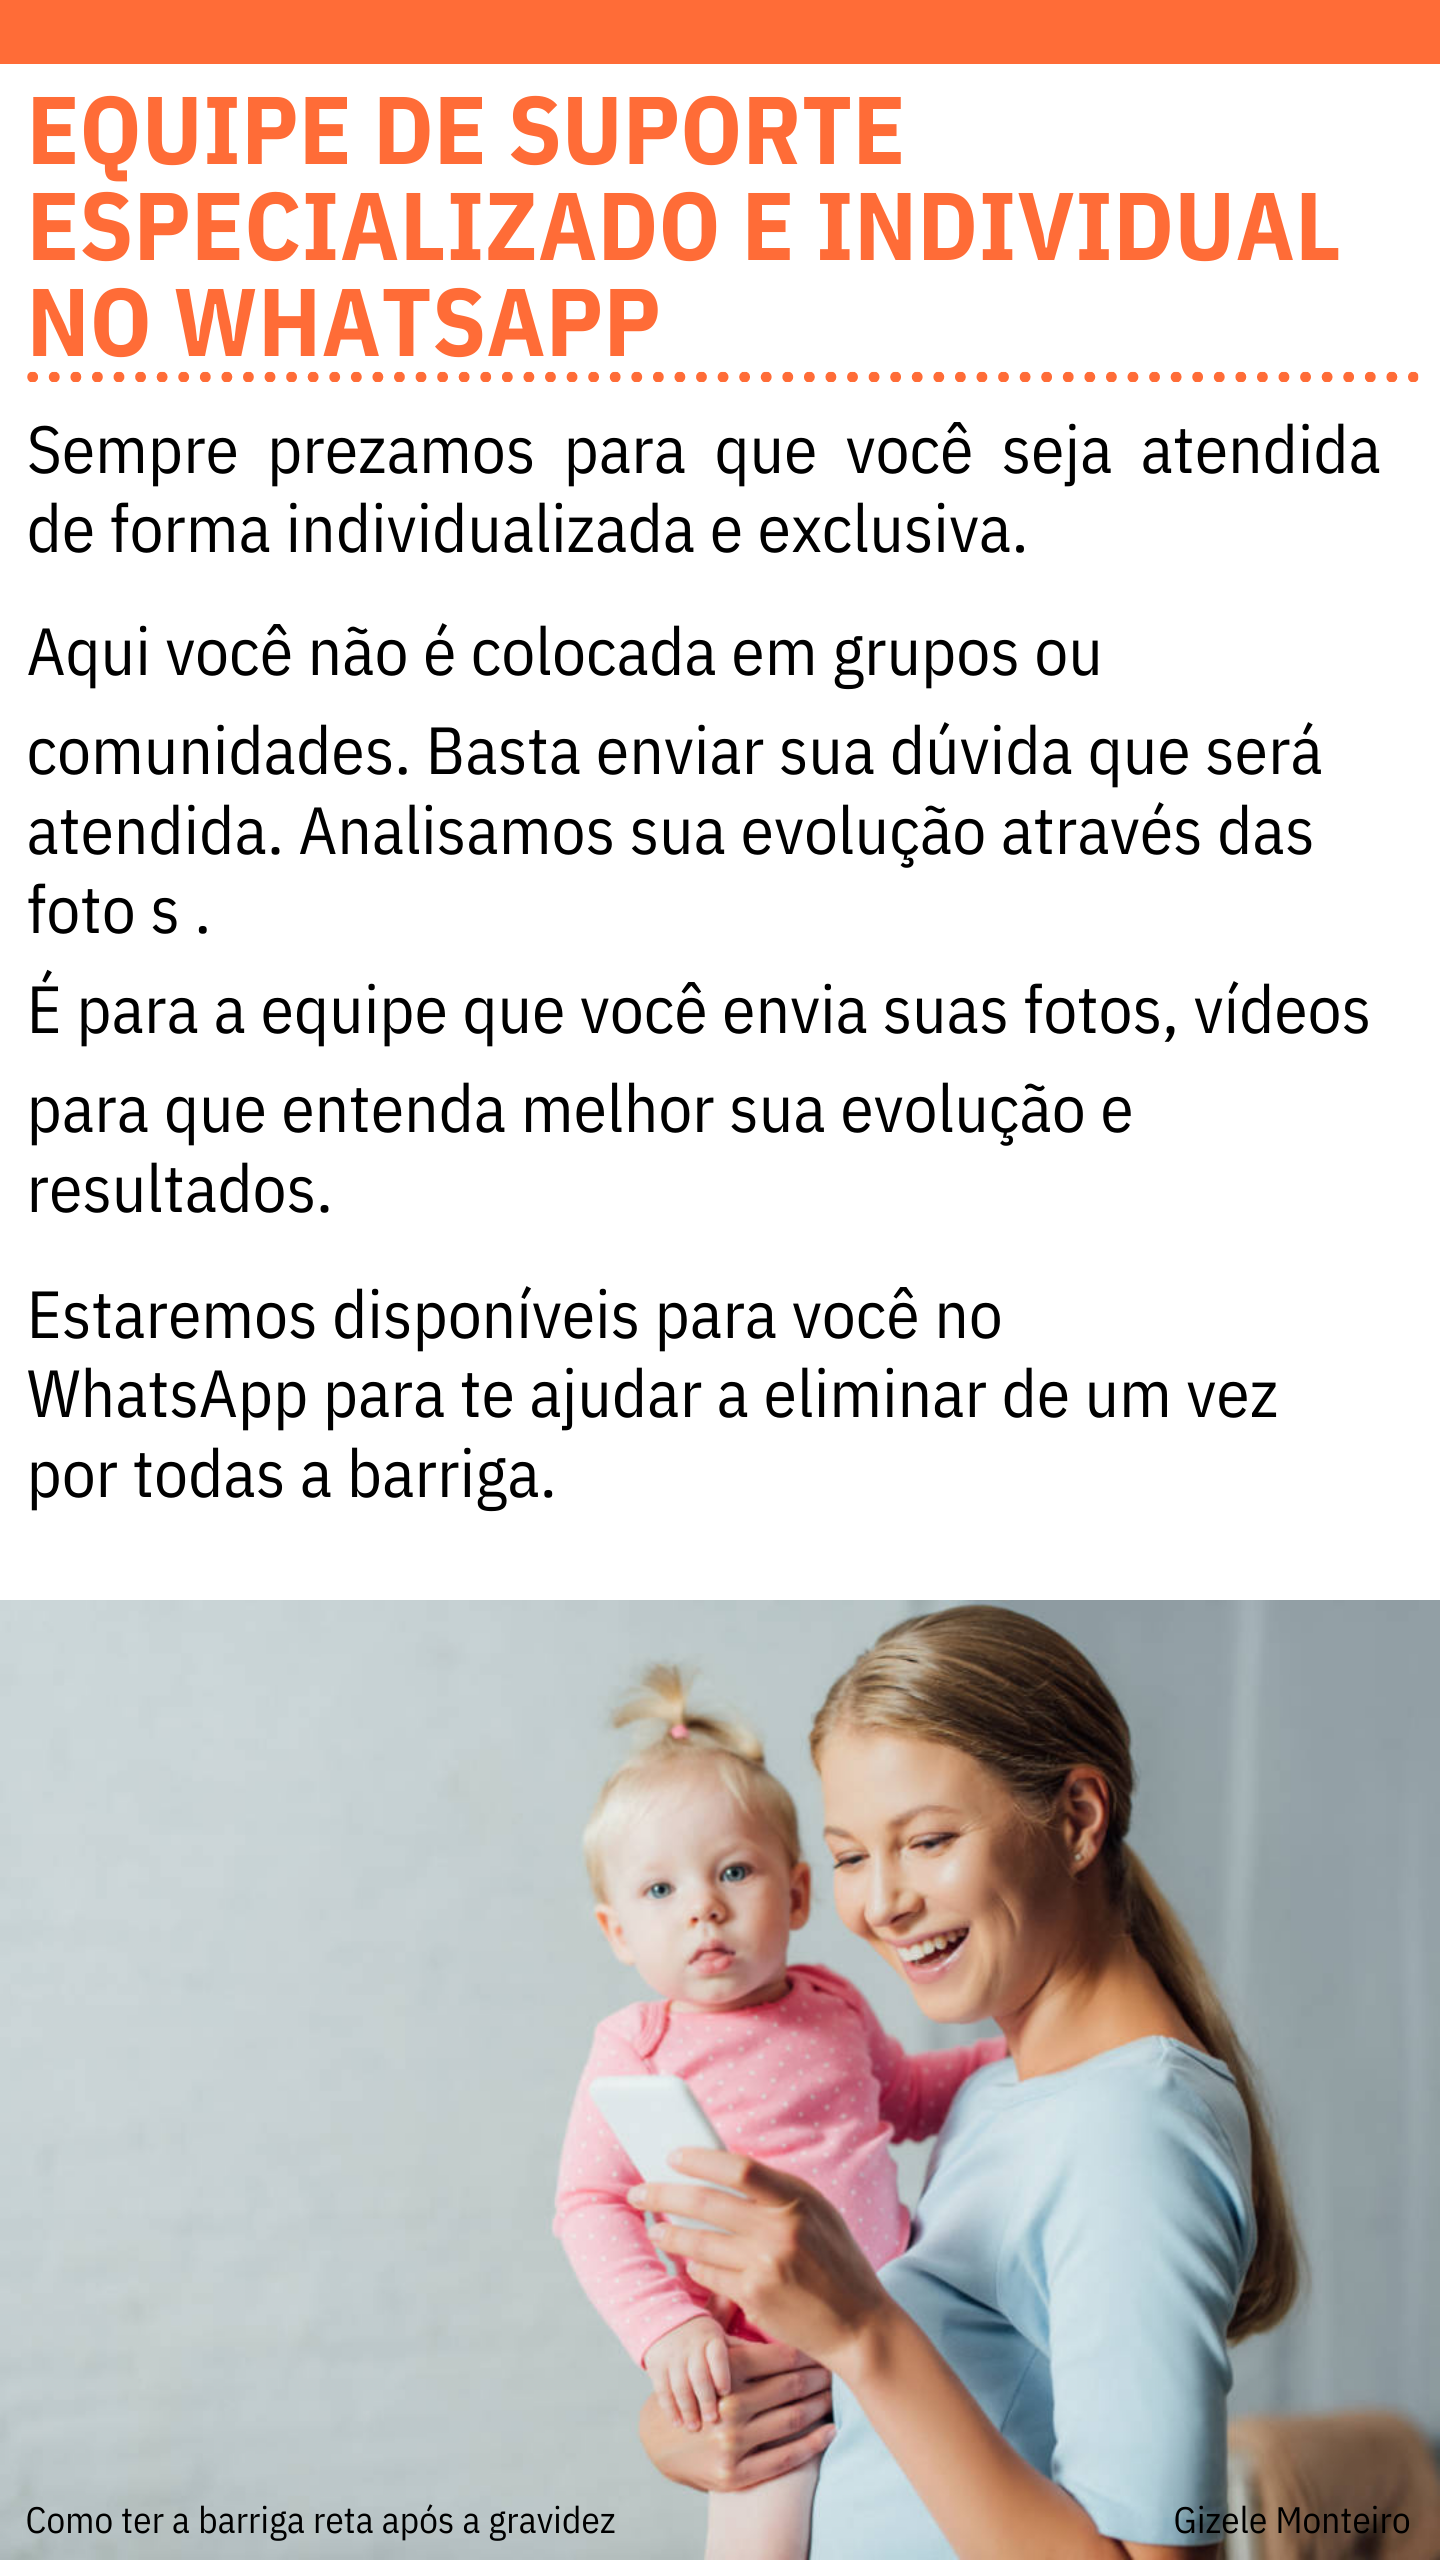 EQUIPE DE SUPORTE
ESPECIALIZADO E INDIVIDUAL
NO WHATSAPP
Sempre prezamos para que você seja atendida
de forma individualizada e exclusiva.
Aqui você não é colocada em grupos ou
comunidades. Basta enviar sua dúvida que será
atendida. Analisamos sua evolução através das
foto s .
É para a equipe que você envia suas fotos, vídeos
para que entenda melhor sua evolução e
resultados.
Estaremos disponíveis para você no
WhatsApp para te ajudar a eliminar de um vez
por todas a barriga.
Como ter a barriga reta após a gravidez
Gizele Monteiro